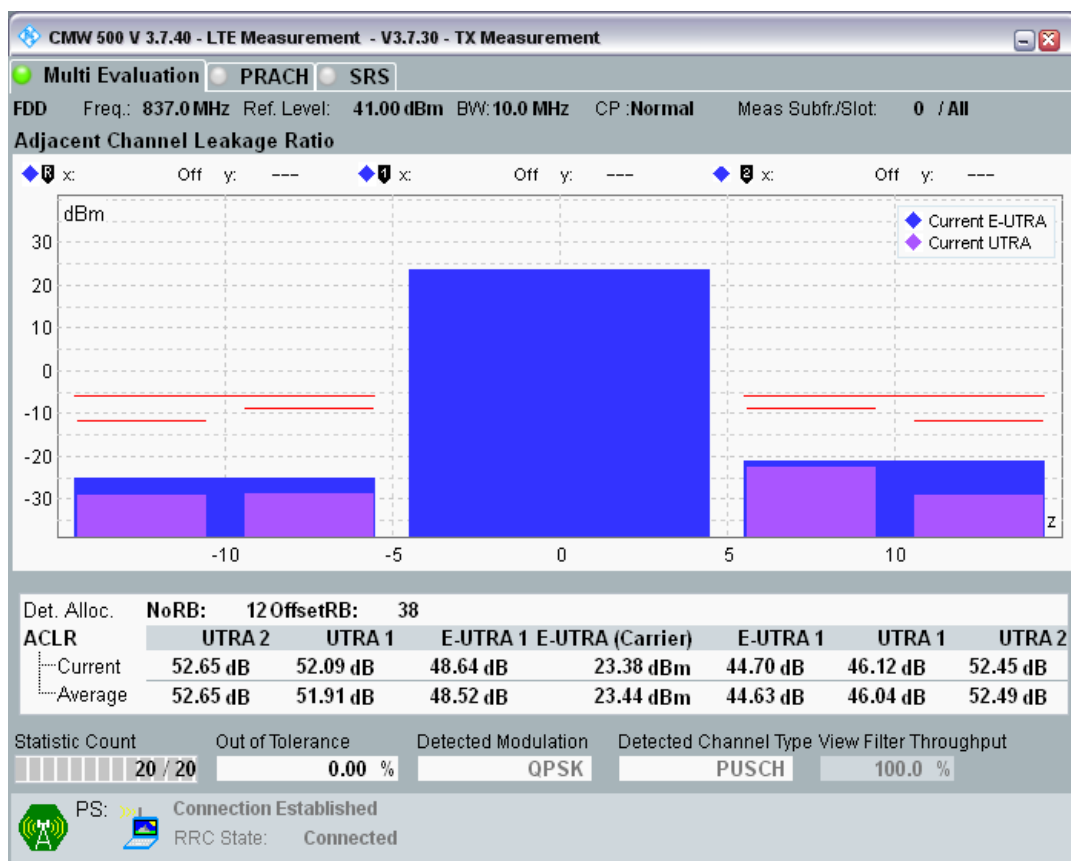 CMW 500 V 3.7.40 - LTE Measurement - V3.7.30 - TX Measurement
Multi Evaluation PRACH SRS
FDD Freq.: 837.0 MHz Ref. Level: 41.00 dBm BW: 10.0 MHz CP :Normal Meas Subfr./Slot: 0 / All
Adjacent Channel Leakage Ratio
R x: Off y: --- 1 x: Off y: --- 2 x: Off y: ---
dBm
Current E-UTRA
Current UTRA
30
20
10
0
-10
-20
-30
z
-10 -5 0 5 10
Det. Alloc. NoRB: 12 OffsetRB: 38
ACLR UTRA 2 UTRA 1 E-UTRA 1 E-UTRA (Carrier) E-UTRA 1 UTRA 1 UTRA 2
Current 52.65 dB 52.09 dB 48.64 dB 23.38 dBm 44.70 dB 46.12 dB 52.45 dB
Average 52.65 dB 51.91 dB 48.52 dB 23.44 dBm 44.63 dB 46.04 dB 52.49 dB
Statistic Count Out of Tolerance Detected Modulation Detected Channel Type View Filter Throughput
20 / 20 0.00 % QPSK PUSCH 100.0 %
PS: Connection Established
RRC State: Connected